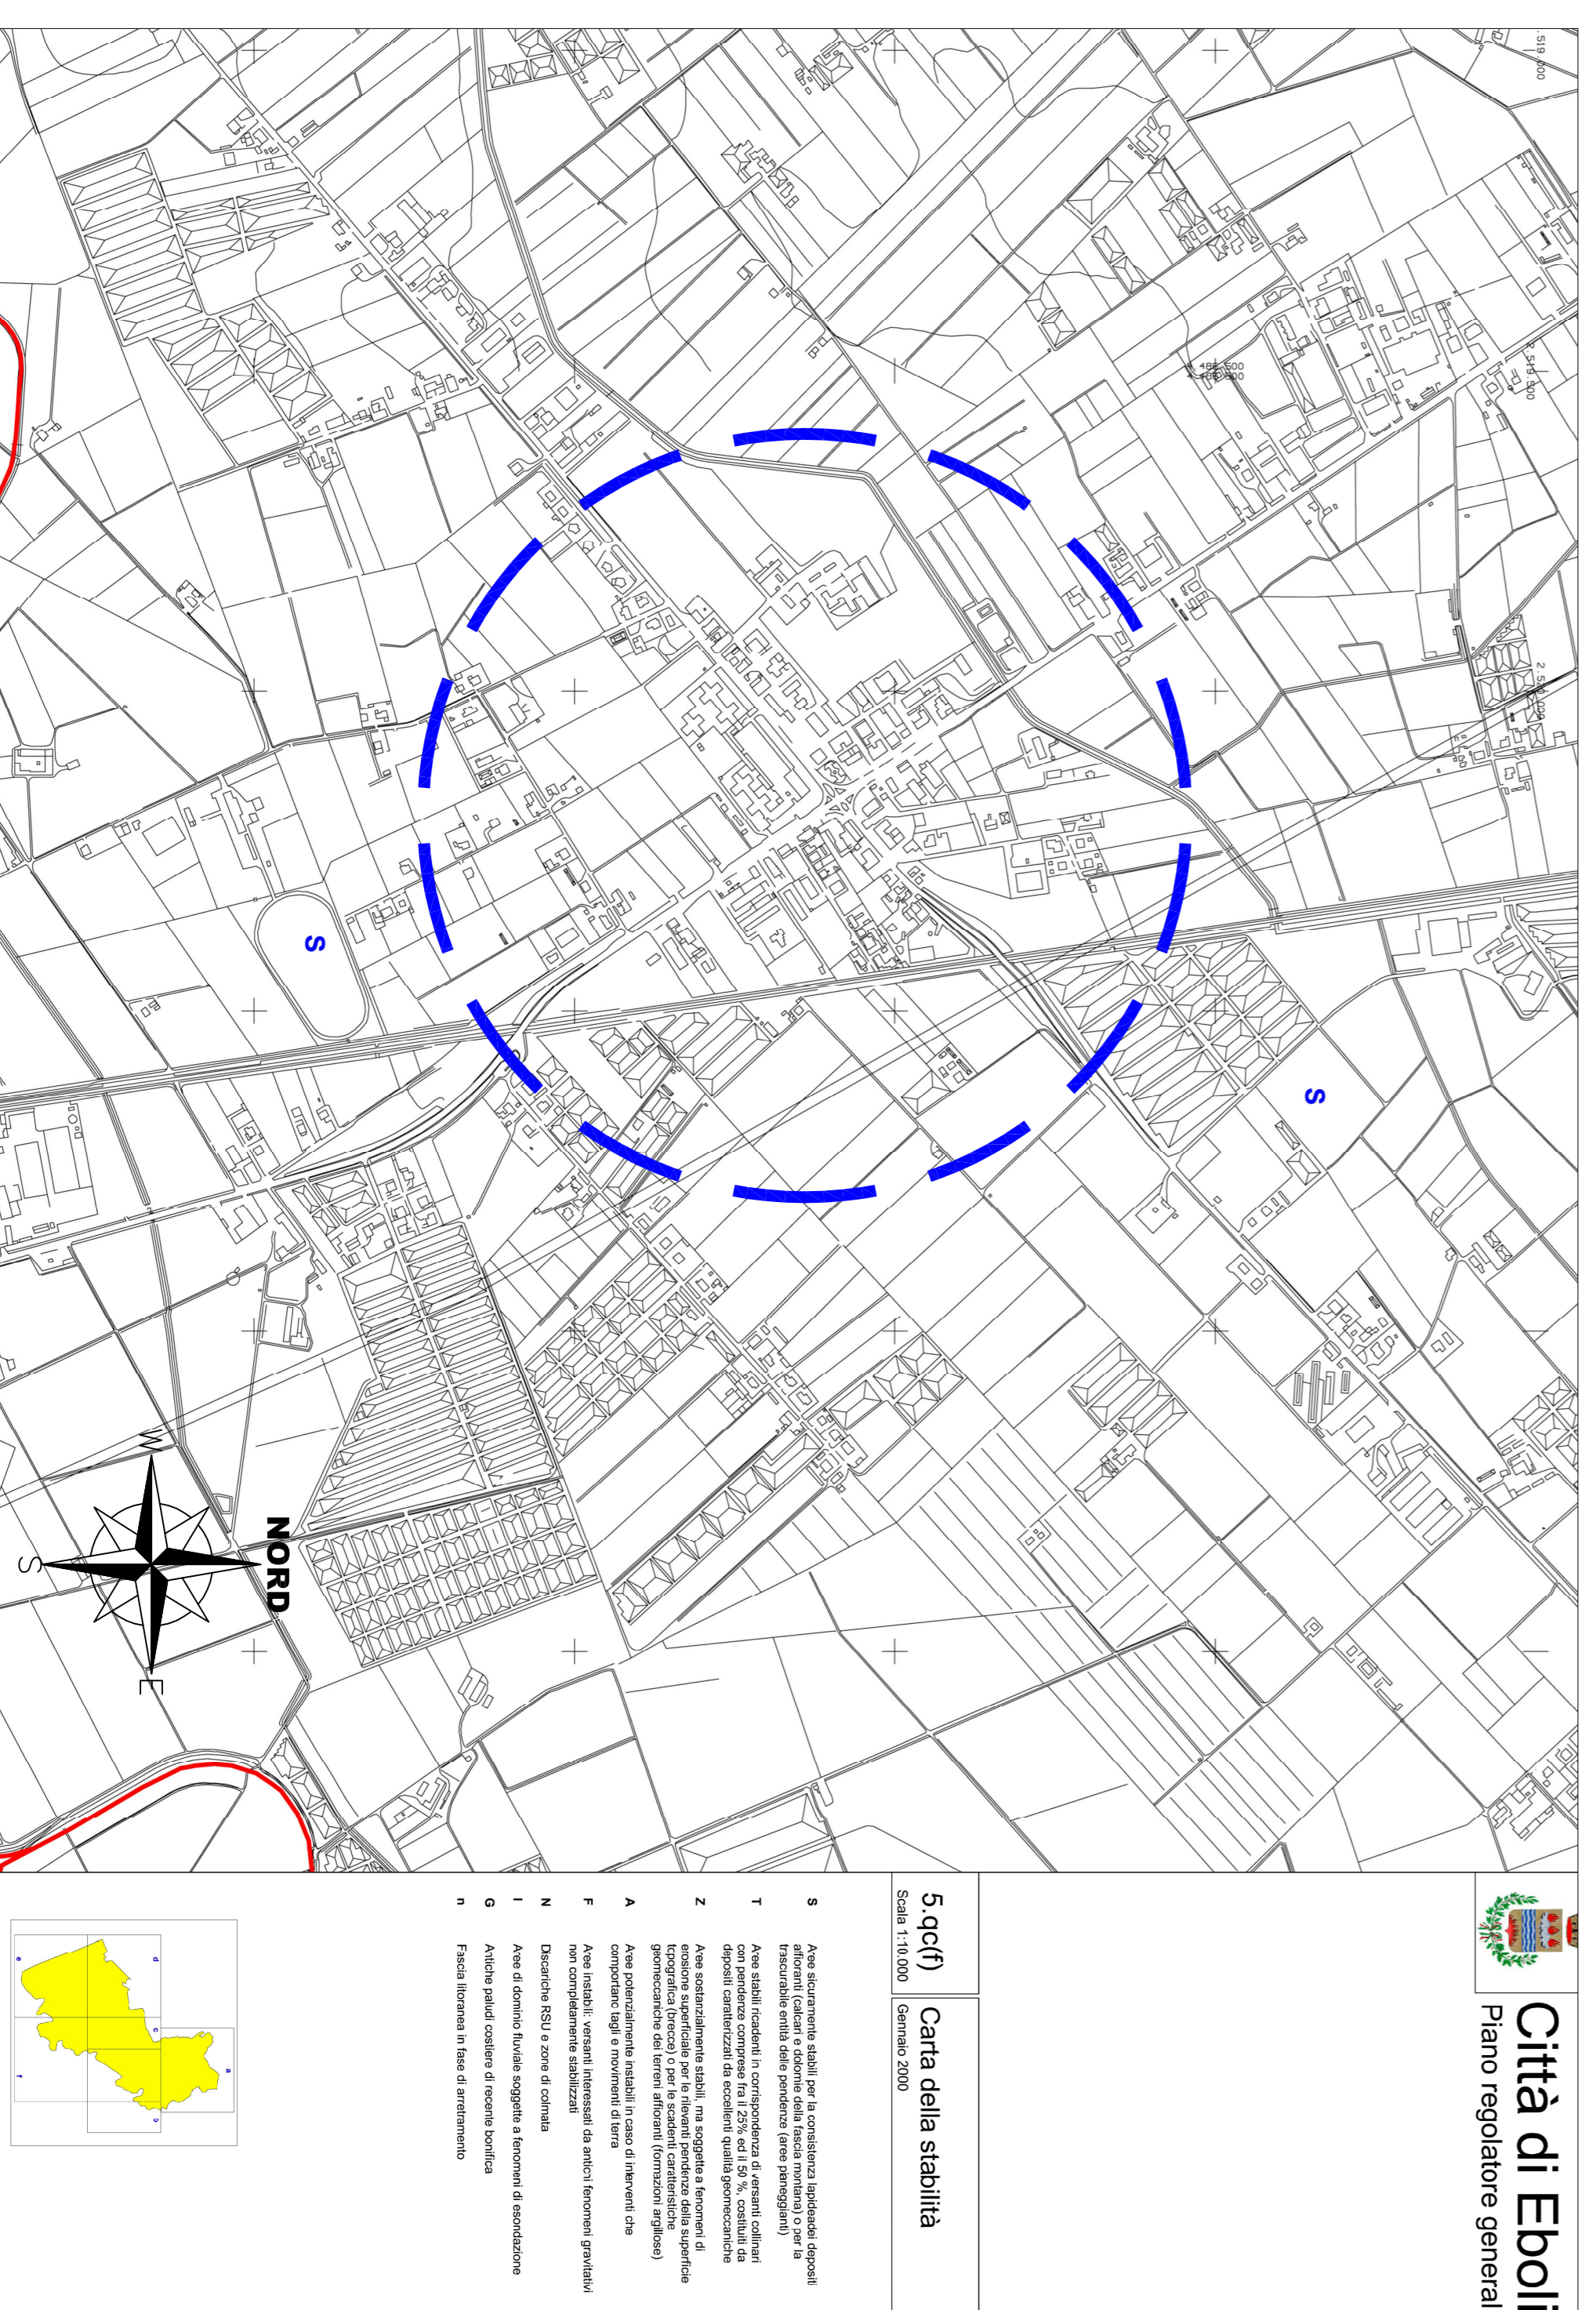 Città di Eboli
Piano regolatore general
5.qc(f)
Scala 1:10.000
Carta della stabilità
Gennaio 2000
S Aree sicuramente stabili per la consistenza lapideadei depositi
affioranti (calcari e dolomie della fascia montana) o per la
trascurabile entità delle pendenze (aree pianeggianti)
T Aree stabili ricadenti in corrispondenza di versanti collinari
con pendenze comprese fra il 25% ed il 50 %, costituiti da
depositi caratterizzati da eccellenti qualità geomeccaniche
Z Aree sostanzialmente stabili, ma soggette a fenomeni di
erosione superficiale per le rilevanti pendenze della superficie
topografica (brecce) o per le scadenti caratteristiche
geomeccaniche dei terreni affioranti (formazioni argillose)
A Aree potenzialmente instabili in caso di interventi che
comportano tagli e movimenti di terra
F Aree instabili: versanti interessati da antichi fenomeni gravitativi
non completamente stabilizzati
N Discariche RSU e zone di colmata
I Aree di dominio fluviale soggette a fenomeni di esondazione
G Antiche paludi costiere di recente bonifica
n Fascia litoranea in fase di arretramento
a
b
c
d
e
f
519.000
2.519.500
S
S
NORD
W
E
S